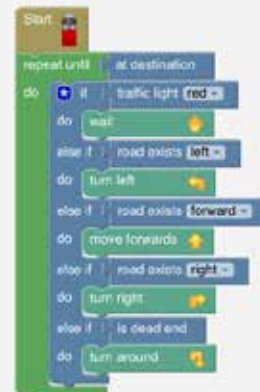 Start
repeat until at destination
do if traffic light red
do wait
else if road exists left
do turn left
else if road exists forward
do move forwards
else if road exists right
do turn right
else if is dead end
do turn around